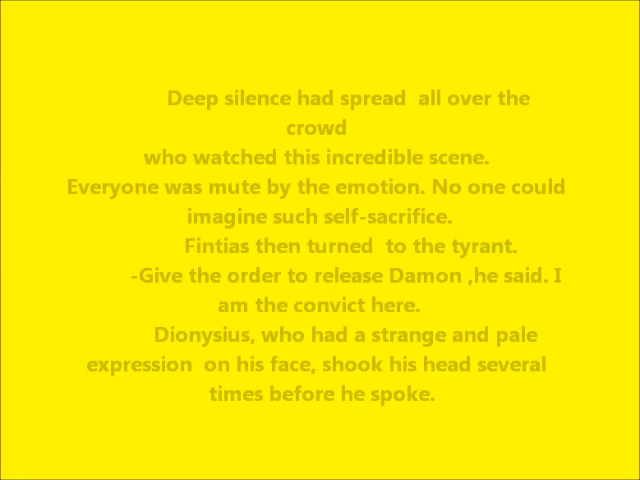 Deep silence had spread  all over the
crowd
who watched this incredible scene.
Everyone was mute by the emotion. No one could
imagine such self-sacrifice.
Fintias then turned  to the tyrant.
-Give the order to release Damon ,he said. I
am the convict here.
Dionysius, who had a strange and pale
expression  on his face, shook his head several
times before he spoke.